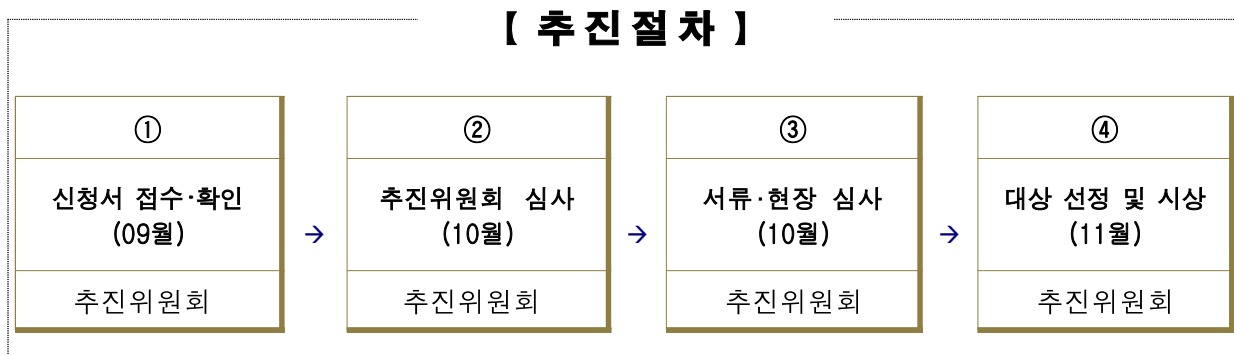 【 추진절차 】
①
신청서 접수·확인
(09월)
추진위원회
→
②
추진위원회 심사
(10월)
추진위원회
→
③
서류·현장 심사
(10월)
추진위원회
→
④
대상 선정 및 시상
(11월)
추진위원회